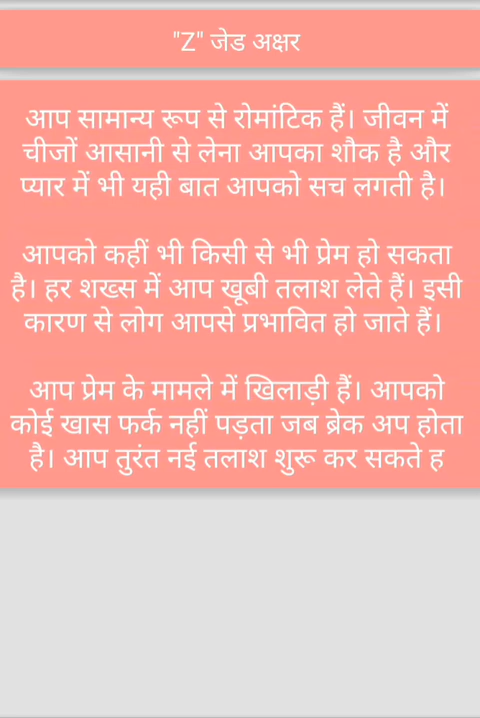 "Z" जेड अक्षर
आप सामान्य रूप से रोमांटिक हैं। जीवन में
चीजों आसानी से लेना आपका शौक है और
प्यार में भी यही बात आपको सच लगती है।
आपको कहीं भी किसी से भी प्रेम हो सकता
है। हर शख्स में आप खूबी तलाश लेते हैं। इसी
कारण से लोग आपसे प्रभावित हो जाते हैं।
आप प्रेम के मामले में खिलाड़ी हैं। आपको
कोई खास फर्क नहीं पड़ता जब ब्रेक अप होता
है। आप तुरंत नई तलाश शुरू कर सकते ह